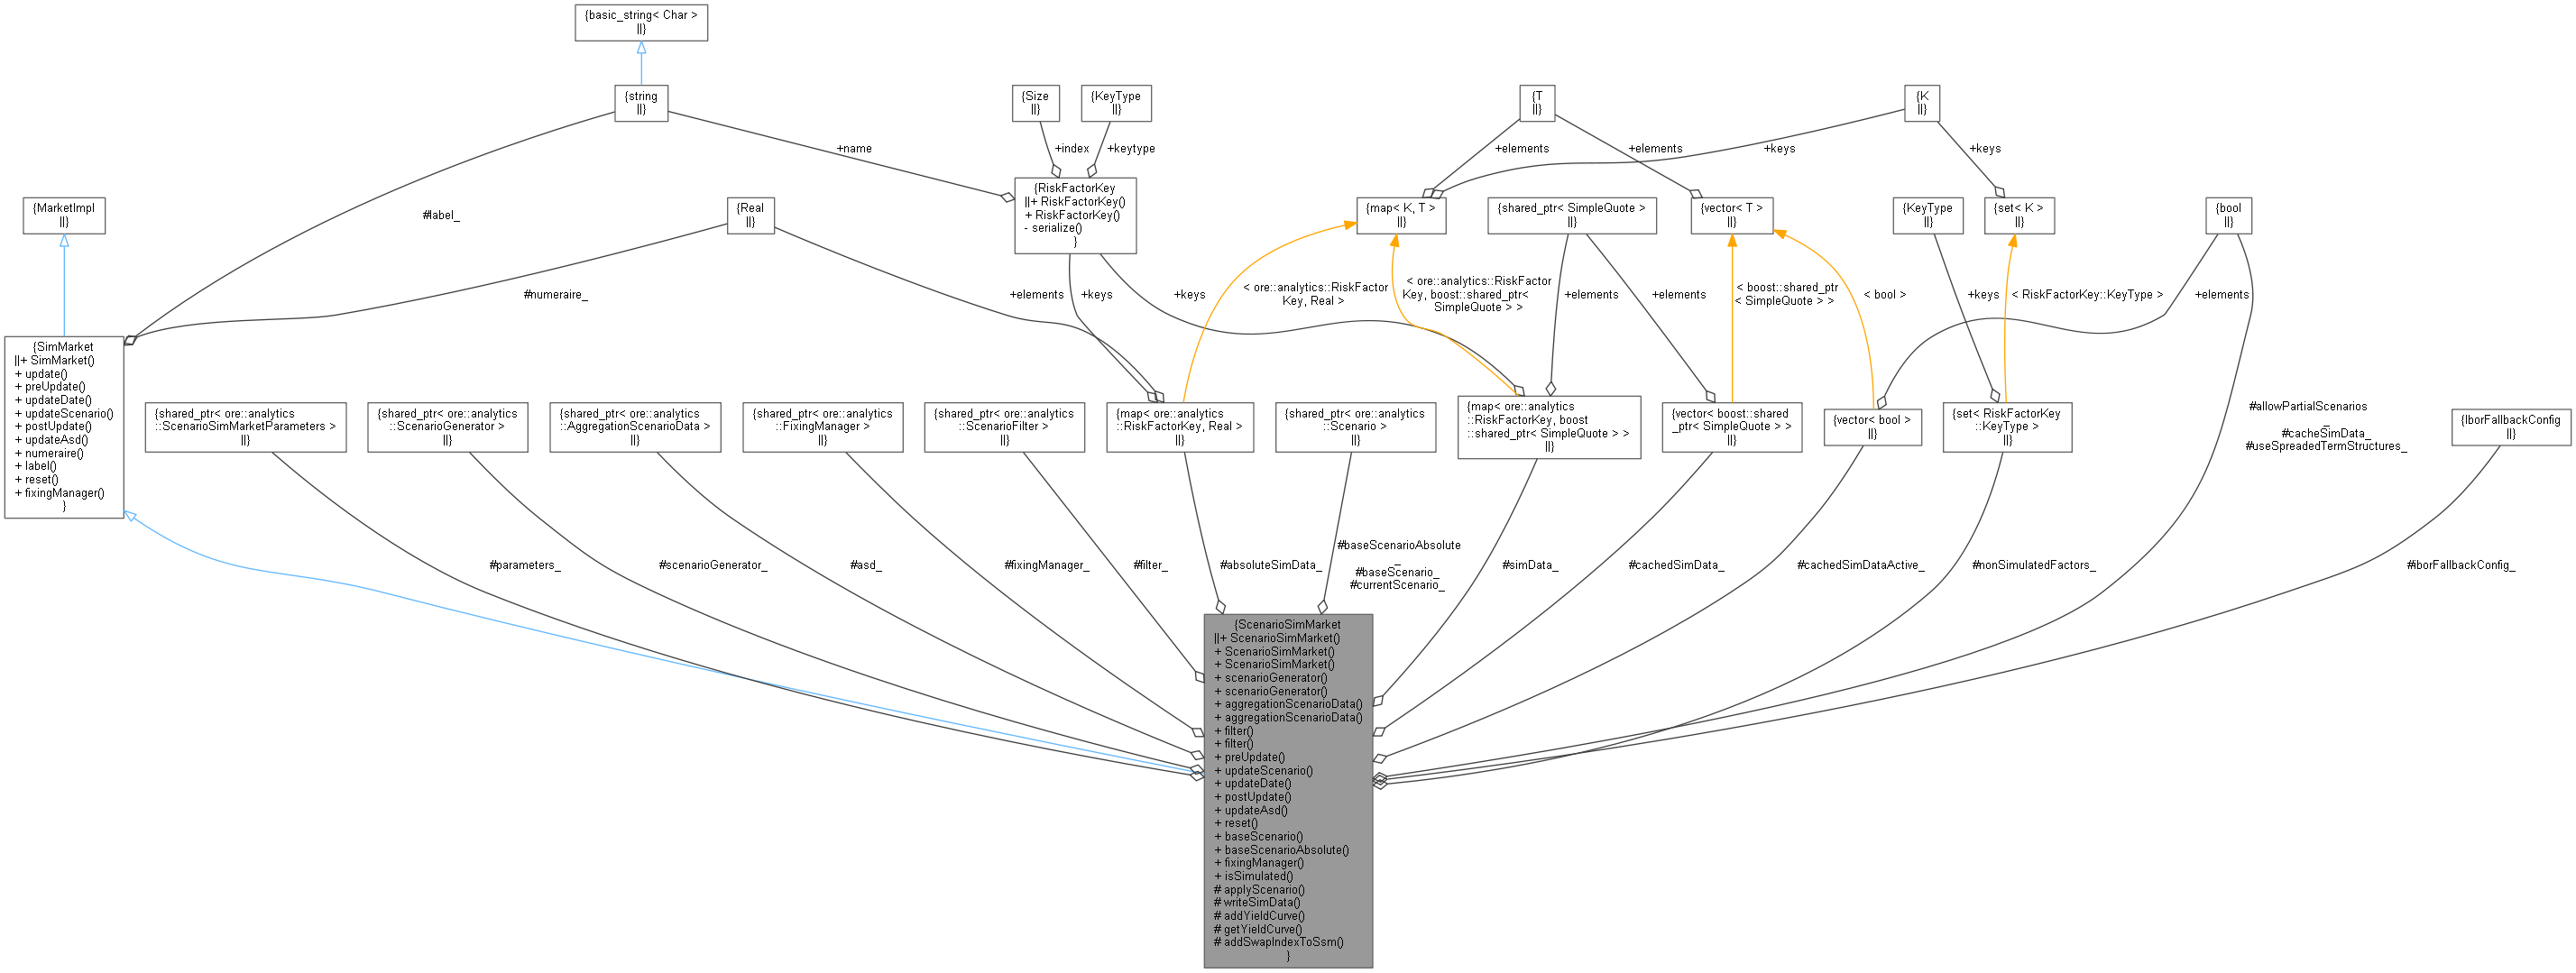 {basic_string< Char >
||}
{string
||}
{Size
||}
{KeyType
||}
{T
||}
{K
||}
+name
+index
+keytype
+elements
+elements
+keys
+keys
{MarketImpl
||}
#label_
{Real
||}
{RiskFactorKey
||+ RiskFactorKey()
+ RiskFactorKey()
- serialize()
}
{map< K, T >
||}
{shared_ptr< SimpleQuote >
||}
{vector< T >
||}
{KeyType
||}
{set< K >
||}
{bool
||}
#numeraire_
+elements
+keys
+keys
< ore::analytics::RiskFactor
Key, Real >
< ore::analytics::RiskFactor
Key, boost::shared_ptr<
SimpleQuote > >
+elements
+elements
< boost::shared_ptr
< SimpleQuote > >
< bool >
+keys
< RiskFactorKey::KeyType >
+elements
{SimMarket
||+ SimMarket()
+ update()
+ preUpdate()
+ updateDate()
+ updateScenario()
+ postUpdate()
+ updateAsd()
+ numeraire()
+ label()
+ reset()
+ fixingManager()
}
{shared_ptr< ore::analytics
::ScenarioSimMarketParameters >
||}
{shared_ptr< ore::analytics
::ScenarioGenerator >
||}
{shared_ptr< ore::analytics
::AggregationScenarioData >
||}
{shared_ptr< ore::analytics
::FixingManager >
||}
{shared_ptr< ore::analytics
::ScenarioFilter >
||}
{map< ore::analytics
::RiskFactorKey, Real >
||}
{shared_ptr< ore::analytics
::Scenario >
||}
{map< ore::analytics
::RiskFactorKey, boost
::shared_ptr< SimpleQuote > >
||}
{vector< boost::shared
_ptr< SimpleQuote > >
||}
{vector< bool >
||}
{set< RiskFactorKey
::KeyType >
||}
#allowPartialScenarios
_
#cacheSimData_
#useSpreadedTermStructures_
{IborFallbackConfig
||}
#parameters_
#scenarioGenerator_
#asd_
#fixingManager_
#filter_
#absoluteSimData_
#baseScenarioAbsolute
_
#baseScenario_
#currentScenario_
#simData_
#cachedSimData_
#cachedSimDataActive_
#nonSimulatedFactors_
#iborFallbackConfig_
{ScenarioSimMarket
||+ ScenarioSimMarket()
+ ScenarioSimMarket()
+ ScenarioSimMarket()
+ scenarioGenerator()
+ scenarioGenerator()
+ aggregationScenarioData()
+ aggregationScenarioData()
+ filter()
+ filter()
+ preUpdate()
+ updateScenario()
+ updateDate()
+ postUpdate()
+ updateAsd()
+ reset()
+ baseScenario()
+ baseScenarioAbsolute()
+ fixingManager()
+ isSimulated()
# applyScenario()
# writeSimData()
# addYieldCurve()
# getYieldCurve()
# addSwapIndexToSsm()
}